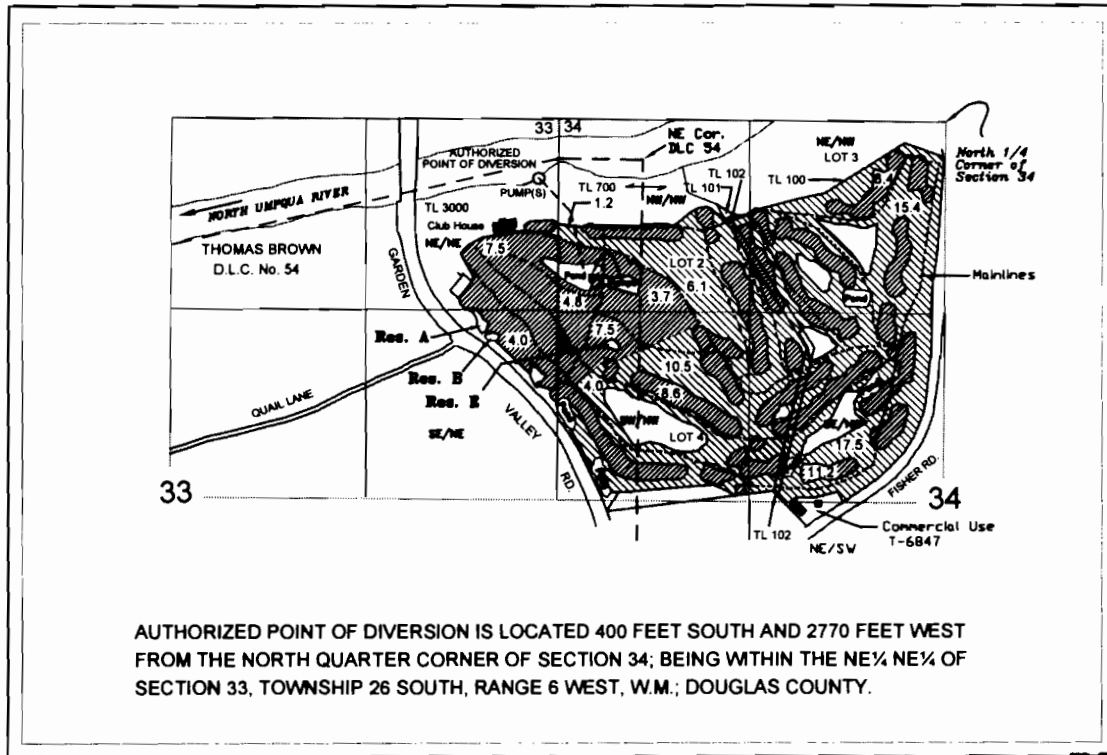 33 34
NE Cor.
DLC 54
NE/NW
LOT 3
North 1/4
Corner of
Section 34
AUTHORIZED
POINT OF DIVERSION
TL 102
TL 101
TL 100
8.4
PUMP(S)
TL 700
NW/NW
1.2
15.4
NORTH UMPQUA RIVER
TL 3000
Club House
NE/NE
THOMAS BROWN
D.L.C. No. 54
GARDEN
7.5
LOT 2
Mainlines
Pond
6.1
4.8
3.7
Pond
Res. A
4.0
7.5
Res. B
10.5
Res. E
4.0
8.6
QUAIL LANE
VALLEY
SW/NW
SE/NW
SE/NE
LOT 4
17.5
11.2
RD.
FISHER RD.
33
34
TL 102
Commercial Use
T-6847
NE/SW
AUTHORIZED POINT OF DIVERSION IS LOCATED 400 FEET SOUTH AND 2770 FEET WEST
FROM THE NORTH QUARTER CORNER OF SECTION 34; BEING WITHIN THE NE¼ NE¼ OF
SECTION 33, TOWNSHIP 26 SOUTH, RANGE 6 WEST, W.M.; DOUGLAS COUNTY.